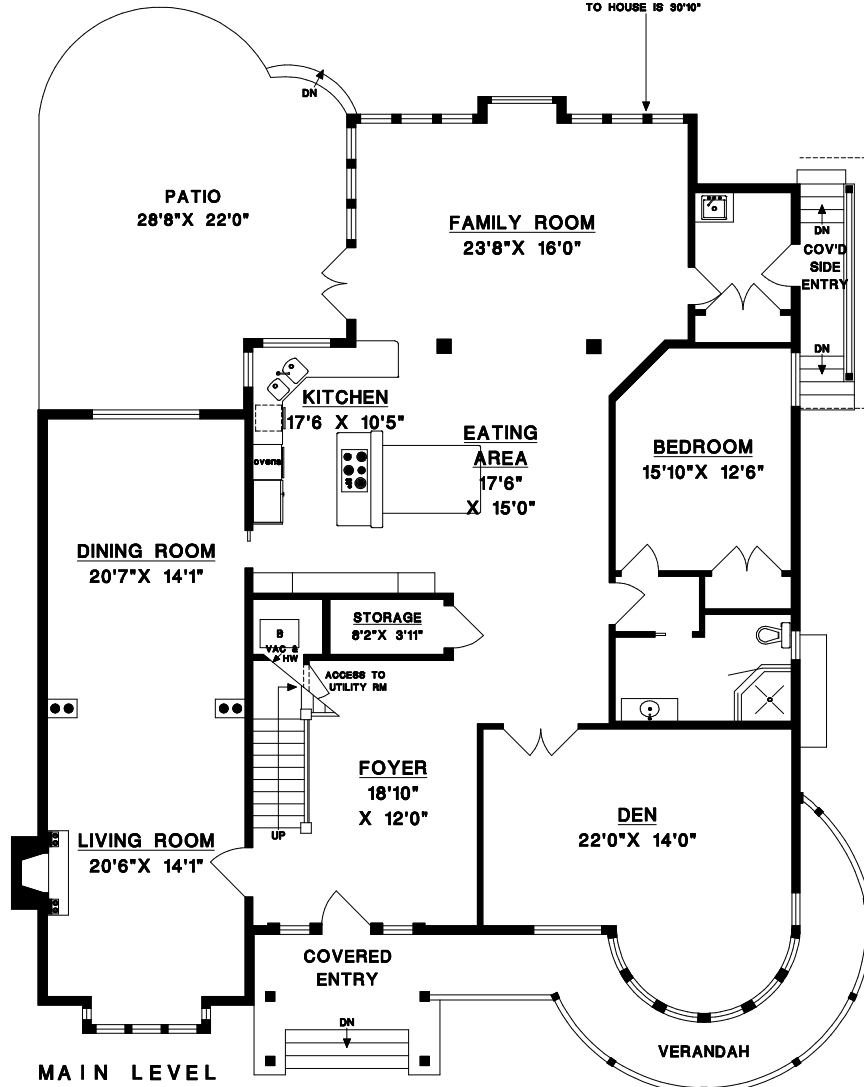 TO HOUSE IS 30'10"
DN
PATIO
28'8"X 22'0"
FAMILY ROOM
23'8"X 16'0"
DN
COV'D
SIDE
ENTRY
DN
KITCHEN
17'6 X 10'5"
ovens
EATING
AREA
17'6"
X 15'0"
BEDROOM
15'10"X 12'6"
DINING ROOM
20'7"X 14'1"
STORAGE
8'2"X 3'11"
B
VAC &
HW
ACCESS TO
UTILITY RM
UP
FOYER
18'10"
X 12'0"
DEN
22'0"X 14'0"
LIVING ROOM
20'6"X 14'1"
COVERED
ENTRY
DN
VERANDAH
MAIN LEVEL